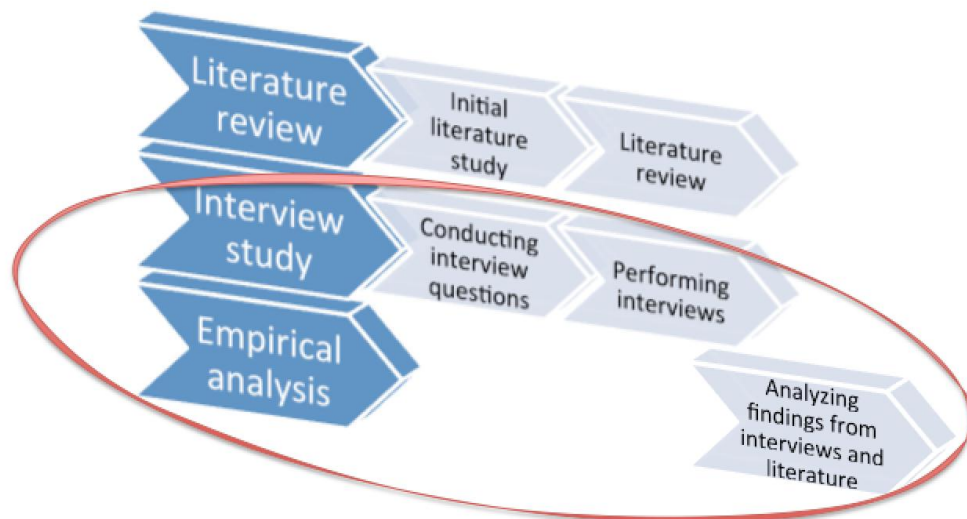 Literature
review
Initial
literature
study
Literature
review
Interview
study
Conducting
interview
questions
Performing
interviews
Empirical
analysis
Analyzing
findings from
interviews and
literature